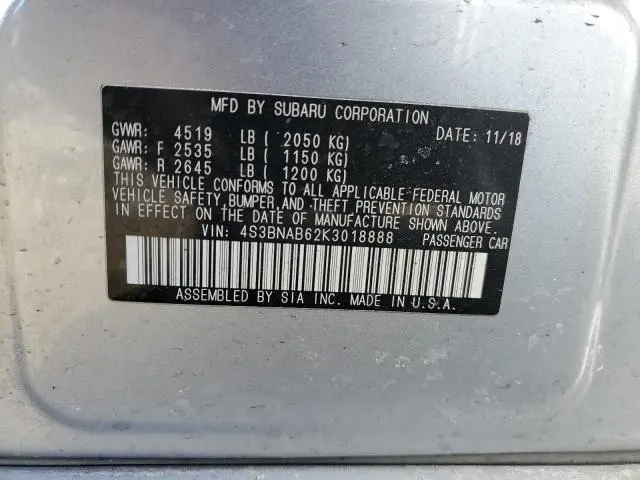 MFD BY SUBARU CORPORATION
GVWR: 4519 LB ( 2050 KG) DATE: 11/18
GAWR: F 2535 LB ( 1150 KG)
GAWR: R 2645 LB ( 1200 KG)
THIS VEHICLE CONFORMS TO ALL APPLICABLE FEDERAL MOTOR
VEHICLE SAFETY, BUMPER, AND THEFT PREVENTION STANDARDS
IN EFFECT ON THE DATE OF MANUFACTURE SHOWN ABOVE.
VIN: 4S3BNAB62K3018888 PASSENGER CAR
ASSEMBLED BY SIA INC. MADE IN U.S.A.